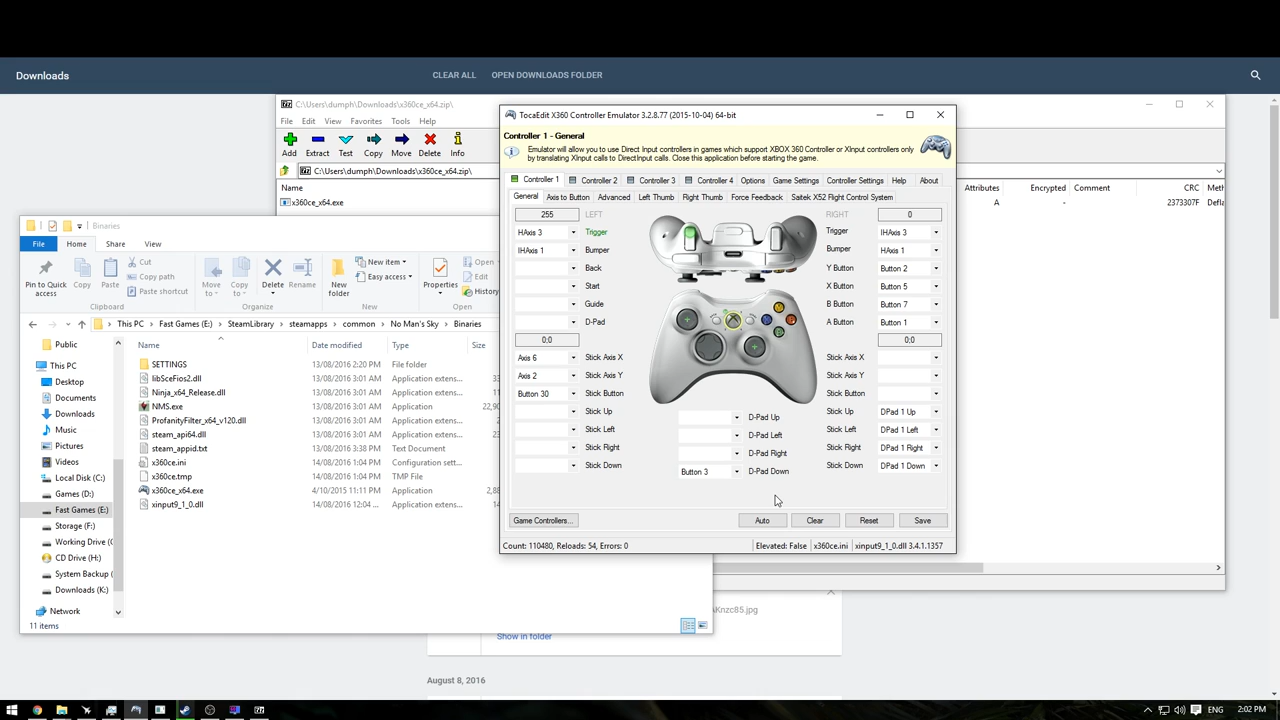 Downloads
CLEAR ALL
OPEN DOWNLOADS FOLDER
C:\Users\dumph\Downloads\x360ce_x64.zip\
File Edit View Favorites Tools Help
Add Extract Test Copy Move Delete Info
C:\Users\dumph\Downloads\x360ce_x64.zip\
Name
Attributes Encrypted Comment CRC
x360ce_x64.exe
A - 2373307F
Binaries
File Home Share View
Pin to Quick access
Copy
Paste
Cut
Copy path
Paste shortcut
Clipboard
Move to
Copy to
Delete
Rename
Organize
New folder
New item
Easy access
New
Properties
Open
Edit
History
This PC > Fast Games (E:) > SteamLibrary > steamapps > common > No Man's Sky > Binaries
Name Date modified Type Size
Public
This PC
Desktop
Documents
Downloads
Music
Pictures
Videos
Local Disk (C:)
Games (D:)
Fast Games (E:)
Storage (F:)
Working Drive (
CD Drive (H:)
System Backup (
Downloads (K:)
Network
11 items
SETTINGS 13/08/2016 2:20 PM File folder
libSceFios2.dll 13/08/2016 3:01 AM Application extens...
Ninja_x64_Release.dll 13/08/2016 3:01 AM Application extens...
NMS.exe 13/08/2016 3:01 AM Application 22,90
ProfanityFilter_x64_v120.dll 13/08/2016 3:01 AM Application extens...
steam_api64.dll 13/08/2016 3:01 AM Application extens...
steam_appid.txt 13/08/2016 3:38 PM Text Document
x360ce.ini 14/08/2016 1:04 PM Configuration sett...
x360ce.tmp 14/08/2016 1:04 PM TMP File
x360ce_x64.exe 4/10/2015 11:11 PM Application 2,88
xinput9_1_0.dll 14/08/2016 12:04 ... Application extens...
TocaEdit X360 Controller Emulator 3.2.8.77 (2015-10-04) 64-bit
Controller 1 - General
Emulator will allow you to use Direct Input controllers in games which support XBOX 360 Controller or XInput controllers only
by translating XInput calls to DirectInput calls. Close this application before starting the game.
Controller 1 Controller 2 Controller 3 Controller 4 Options Game Settings Controller Settings Help About
General Axis to Button Advanced Left Thumb Right Thumb Force Feedback Saitek X52 Flight Control System
255 LEFT RIGHT 0
HAxis 3 Trigger Trigger IHAxis 3
IHAxis 1 Bumper Bumper HAxis 1
Back Y Button Button 2
Start X Button Button 5
Guide B Button Button 7
D-Pad A Button Button 1
0;0 0;0
Axis 6 Stick Axis X Stick Axis X
Axis 2 Stick Axis Y Stick Axis Y
Button 30 Stick Button Stick Button
Stick Up D-Pad Up Stick Up DPad 1 Up
Stick Left D-Pad Left Stick Left DPad 1 Left
Stick Right D-Pad Right Stick Right DPad 1 Right
Stick Down Button 3 D-Pad Down Stick Down DPad 1 Down
Game Controllers... Auto Clear Reset Save
Count: 110480, Reloads: 54, Errors: 0 Elevated: False x360ce.ini xinput9_1_0.dll 3.4.1.1357
Show in folder
August 8, 2016
ENG 2:02 PM